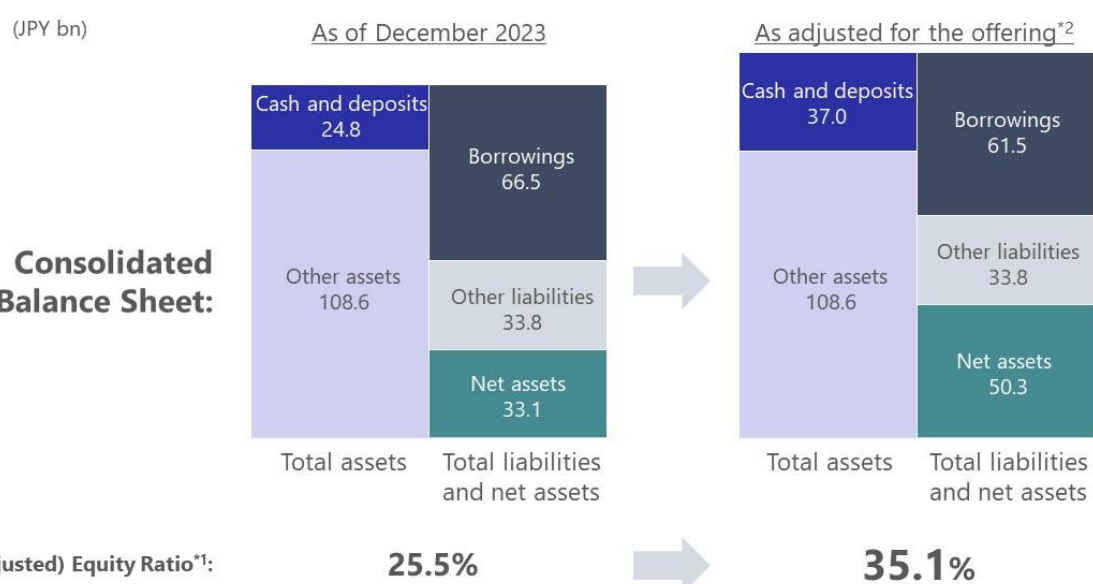 (JPY bn)
As of December 2023
As adjusted for the offering*2
Consolidated
Balance Sheet:
Cash and deposits
24.8
Other assets
108.6
Borrowings
66.5
Other liabilities
33.8
Net assets
33.1
Total assets
Total liabilities
and net assets
Cash and deposits
37.0
Other assets
108.6
Borrowings
61.5
Other liabilities
33.8
Net assets
50.3
Total assets
Total liabilities
and net assets
Equity Ratio*1:
25.5%
35.1%